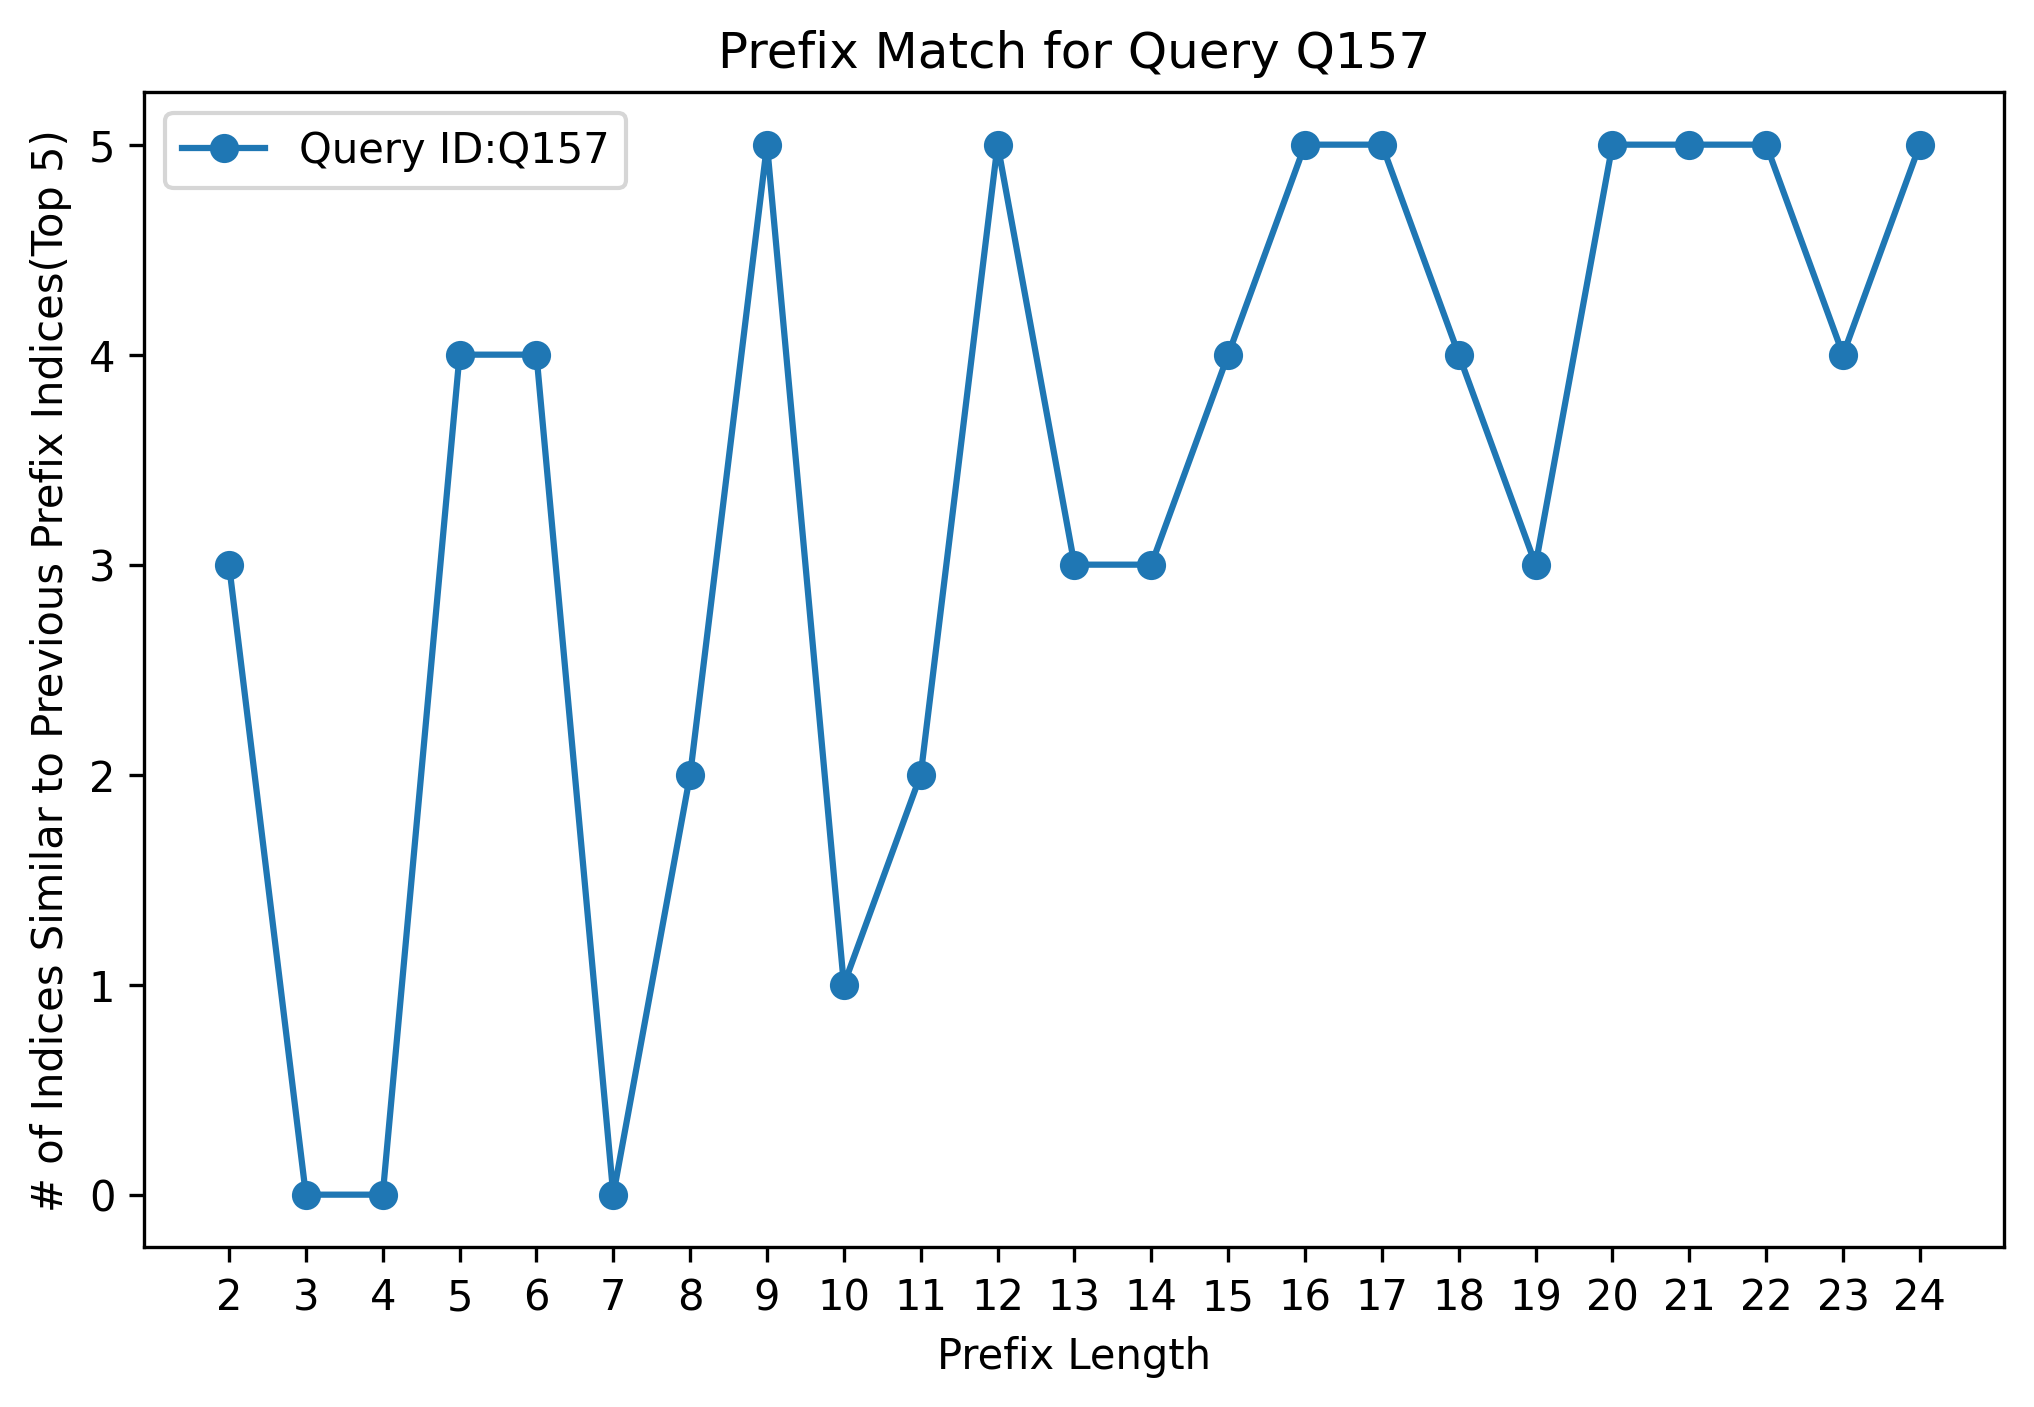 Prefix Match for Query Q157
Query ID:Q157
# of Indices Similar to Previous Prefix Indices(Top 5)
5
4
3
2
1
0
2 3 4 5 6 7 8 9 10 11 12 13 14 15 16 17 18 19 20 21 22 23 24
Prefix Length